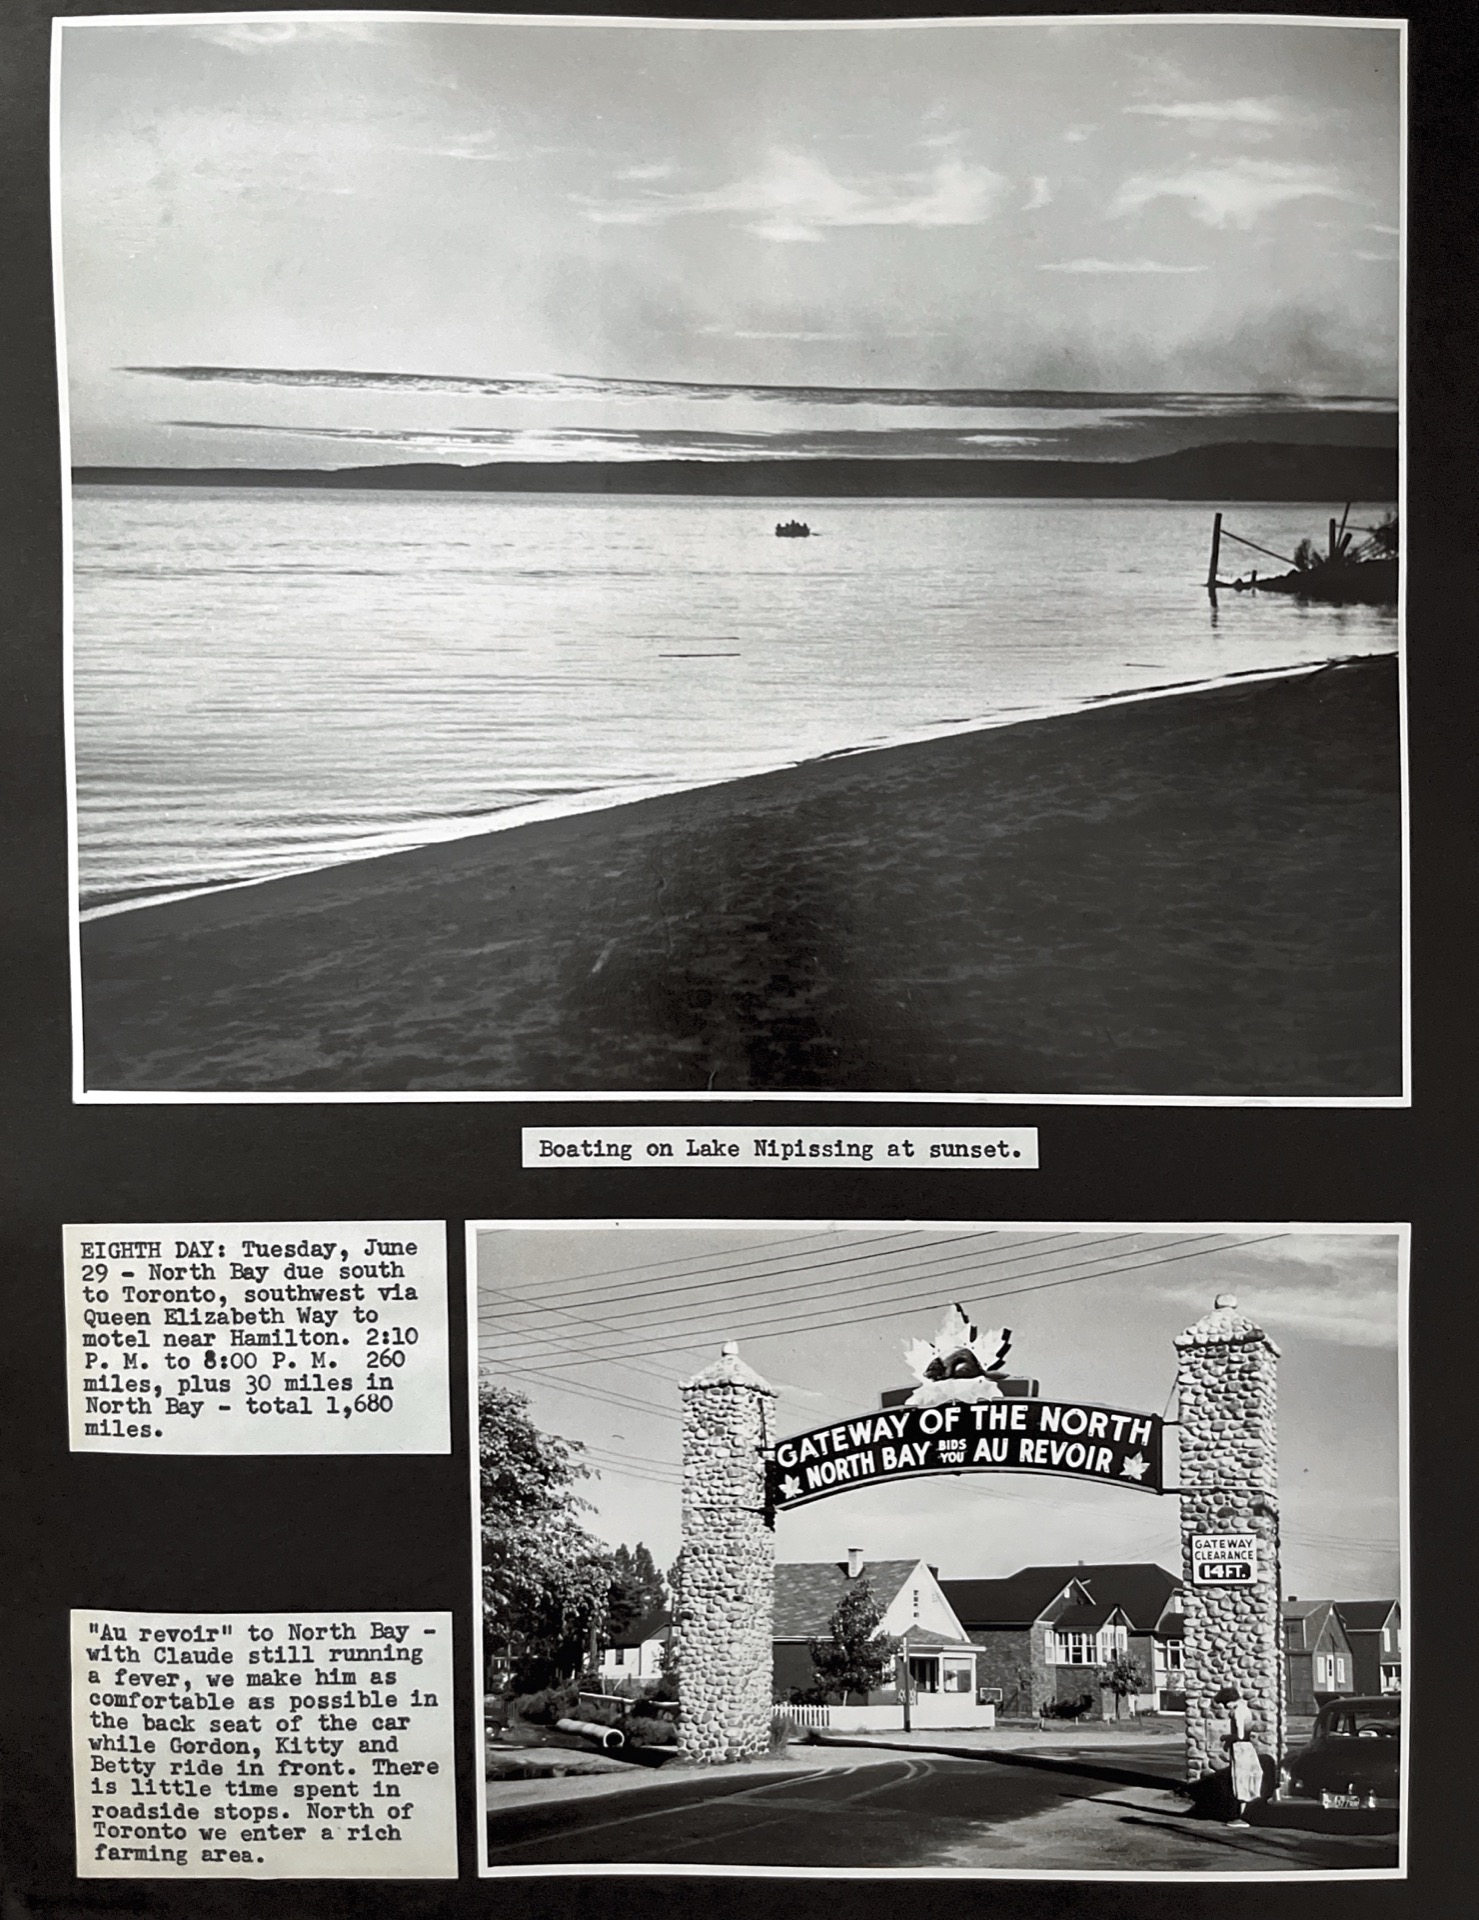 Boating on Lake Nipissing at sunset.
EIGHTH DAY: Tuesday, June
29 - North Bay due south
to Toronto, southwest via
Queen Elizabeth Way to
motel near Hamilton. 2:10
P. M. to 8:00 P. M. 260
miles, plus 30 miles in
North Bay - total 1,680
miles.
"Au revoir" to North Bay -
with Claude still running
a fever, we make him as
comfortable as possible in
the back seat of the car
while Gordon, Kitty and
Betty ride in front. There
is little time spent in
roadside stops. North of
Toronto we enter a rich
farming area.
GATEWAY OF THE NORTH
NORTH BAY BIDS YOU AU REVOIR
GATEWAY
CLEARANCE
14 FT.